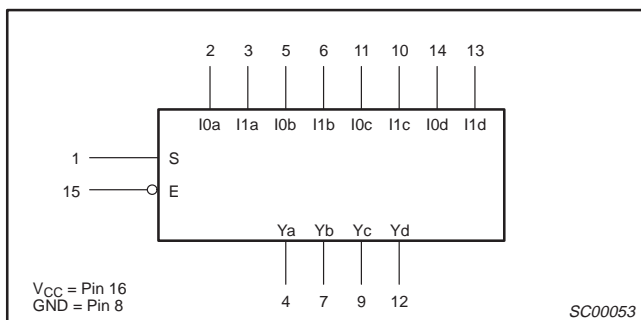 2 3 5 6 11 10 14 13
I0a I1a I0b I1b I0c I1c I0d I1d
1 S
15 E
Ya Yb Yc Yd
VCC = Pin 16
GND = Pin 8
4 7 9 12
SC00053